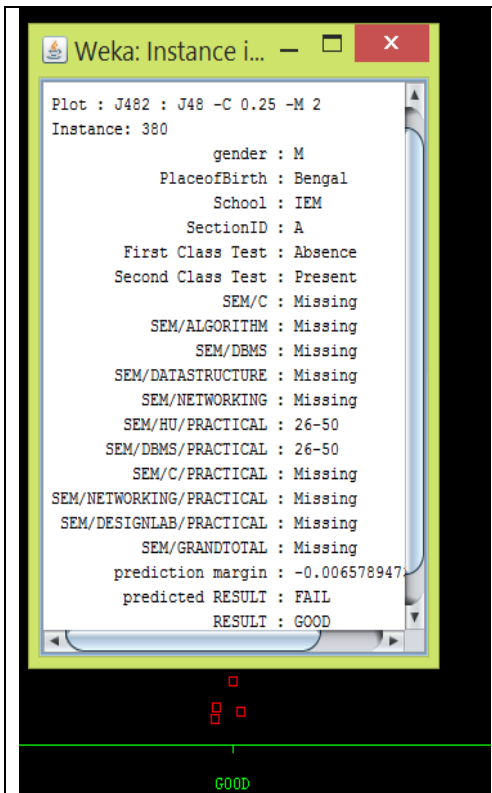 Weka: Instance i...
Plot : J482 : J48 -C 0.25 -M 2
Instance: 380
gender : M
PlaceofBirth : Bengal
School : IEM
SectionID : A
First Class Test : Absence
Second Class Test : Present
SEM/C : Missing
SEM/ALGORITHM : Missing
SEM/DBMS : Missing
SEM/DATASTRUCTURE : Missing
SEM/NETWORKING : Missing
SEM/HU/PRACTICAL : 26-50
SEM/DBMS/PRACTICAL : 26-50
SEM/C/PRACTICAL : Missing
SEM/NETWORKING/PRACTICAL : Missing
SEM/DESIGNLAB/PRACTICAL : Missing
SEM/GRANDTOTAL : Missing
prediction margin : -0.006578947
predicted RESULT : FAIL
RESULT : GOOD
GOOD